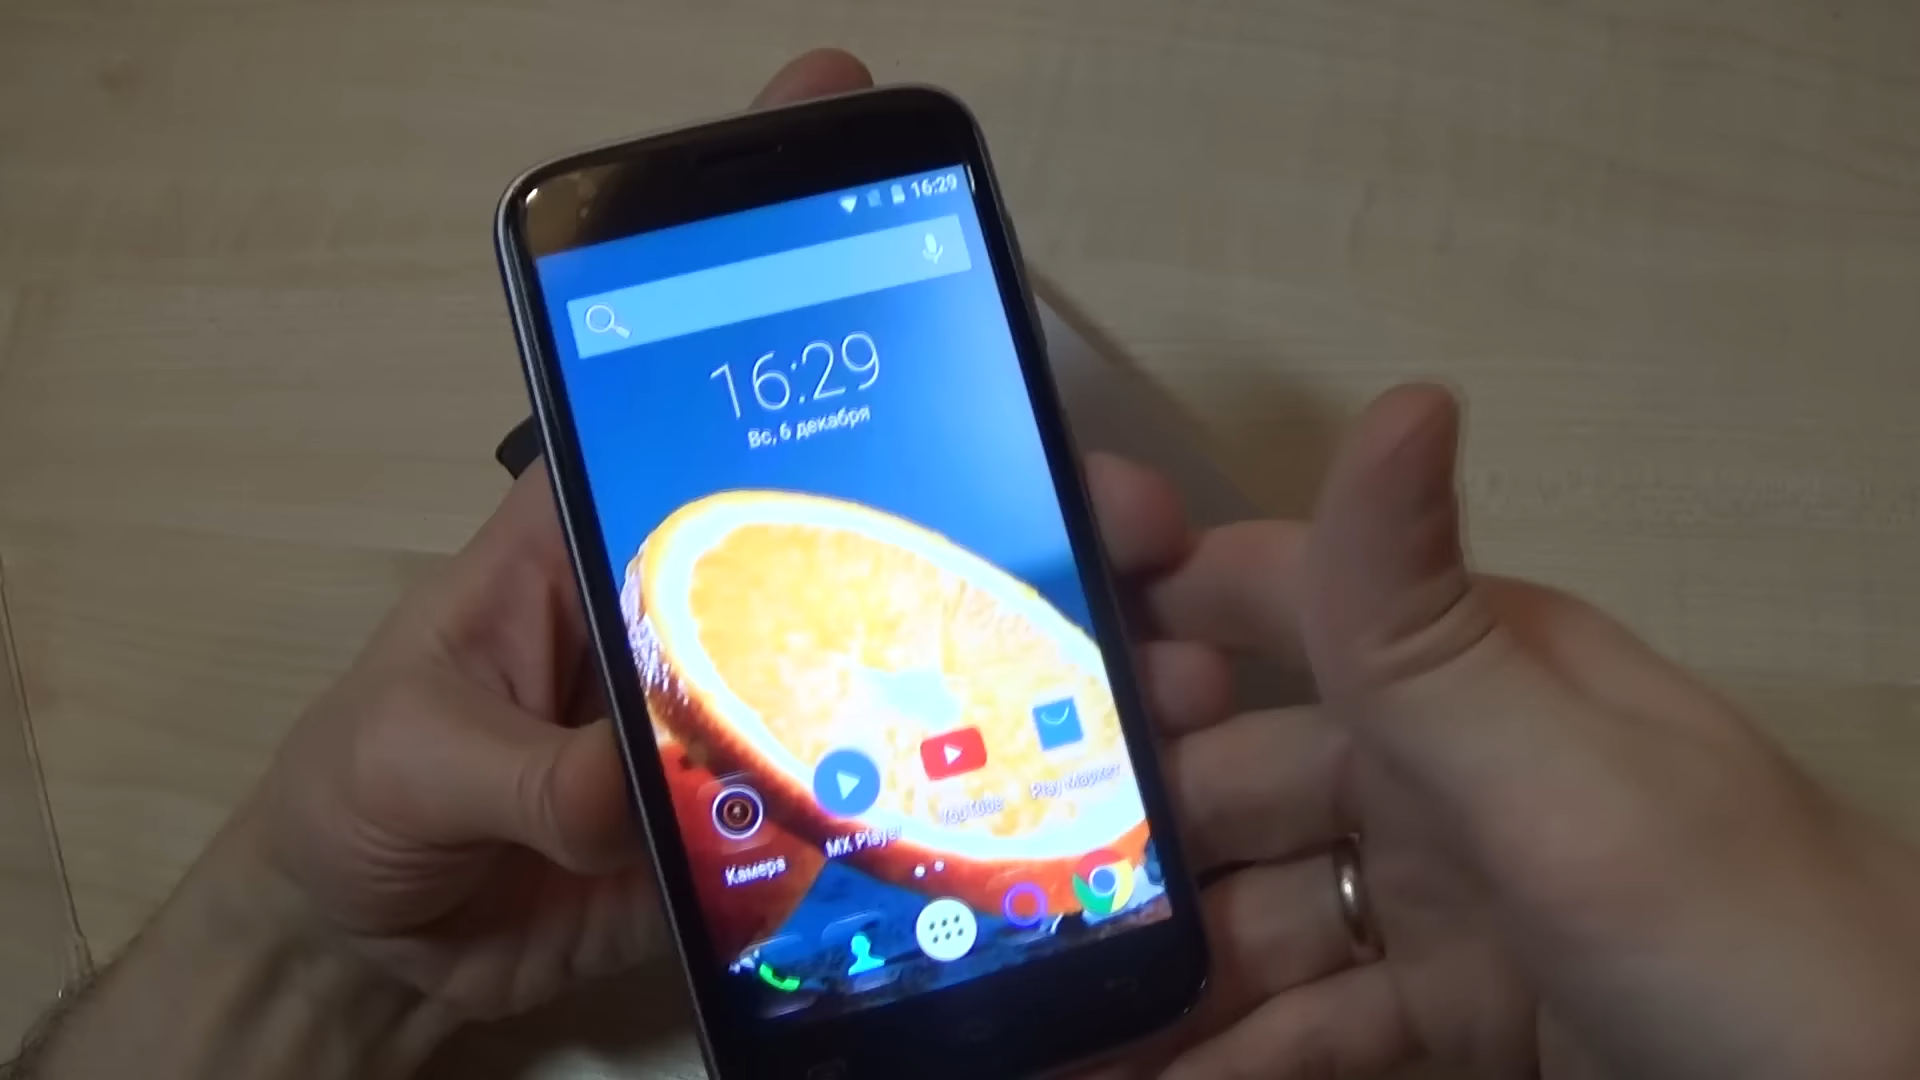 16:29
16:29
Вс, 6 декабря
Камера
MX Player
YouTube
Play Маркет